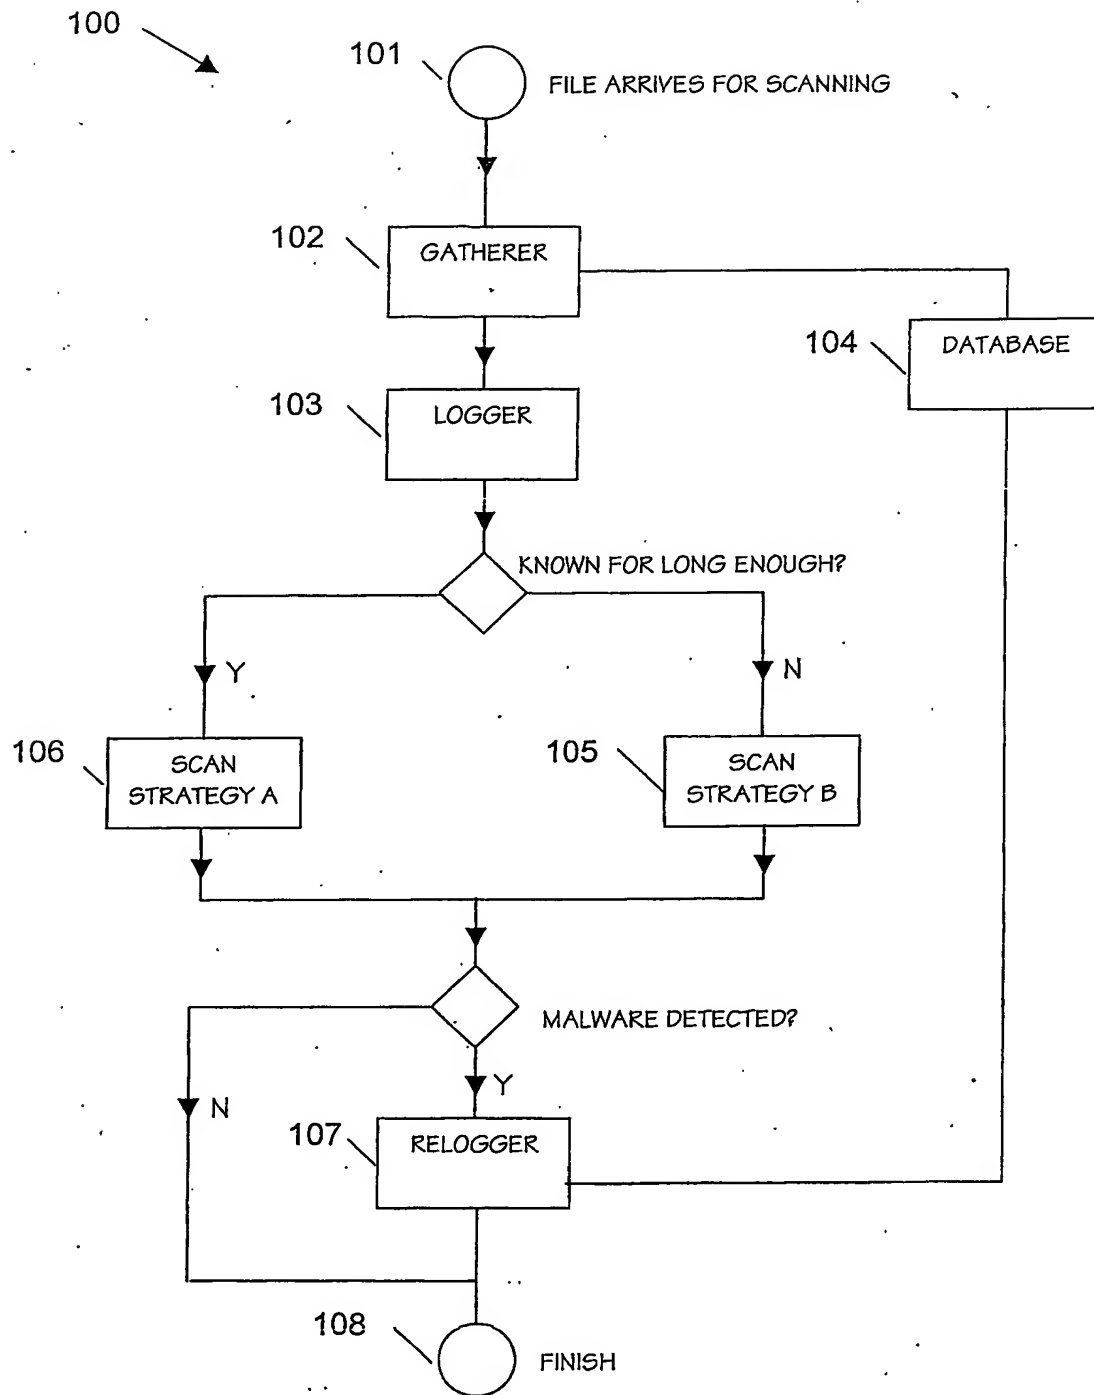 100
101
FILE ARRIVES FOR SCANNING
102
GATHERER
104
DATABASE
103
LOGGER
KNOWN FOR LONG ENOUGH?
Y
N
106
SCAN
STRATEGY A
105
SCAN
STRATEGY B
MALWARE DETECTED?
N
Y
107
RELOGGER
108
FINISH